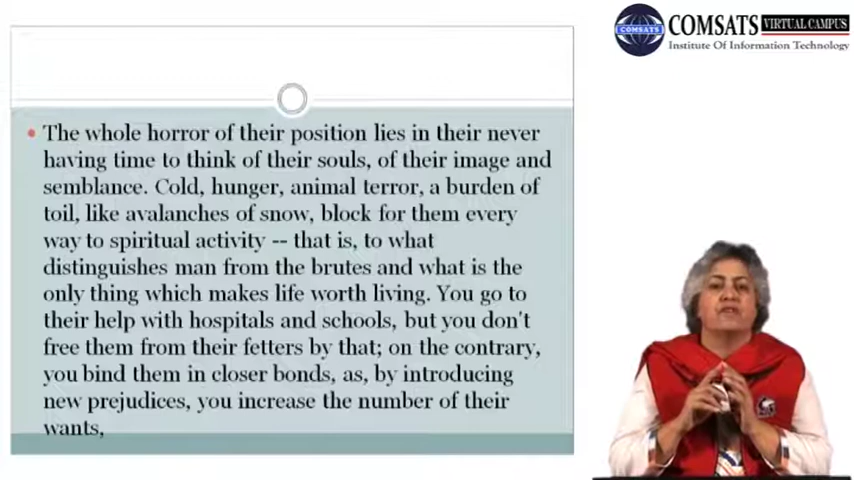 COMSATS VIRTUAL CAMPUS
Institute Of Information Technology
COMSATS
The whole horror of their position lies in their never
having time to think of their souls, of their image and
semblance. Cold, hunger, animal terror, a burden of
toil, like avalanches of snow, block for them every
way to spiritual activity -- that is, to what
distinguishes man from the brutes and what is the
only thing which makes life worth living. You go to
their help with hospitals and schools, but you don't
free them from their fetters by that; on the contrary,
you bind them in closer bonds, as, by introducing
new prejudices, you increase the number of their
wants,